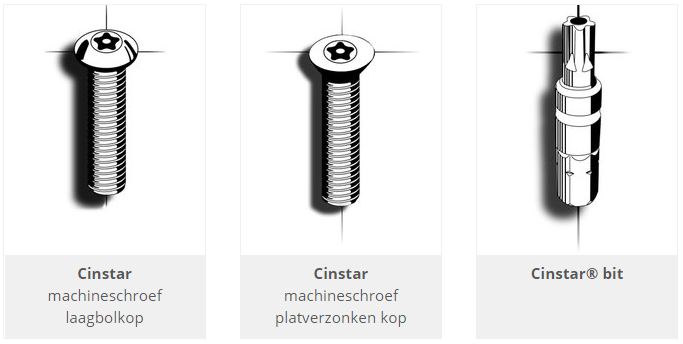 Cinstar
machineschroef
laagbolkop
Cinstar
machineschroef
platverzonken kop
Cinstar® bit